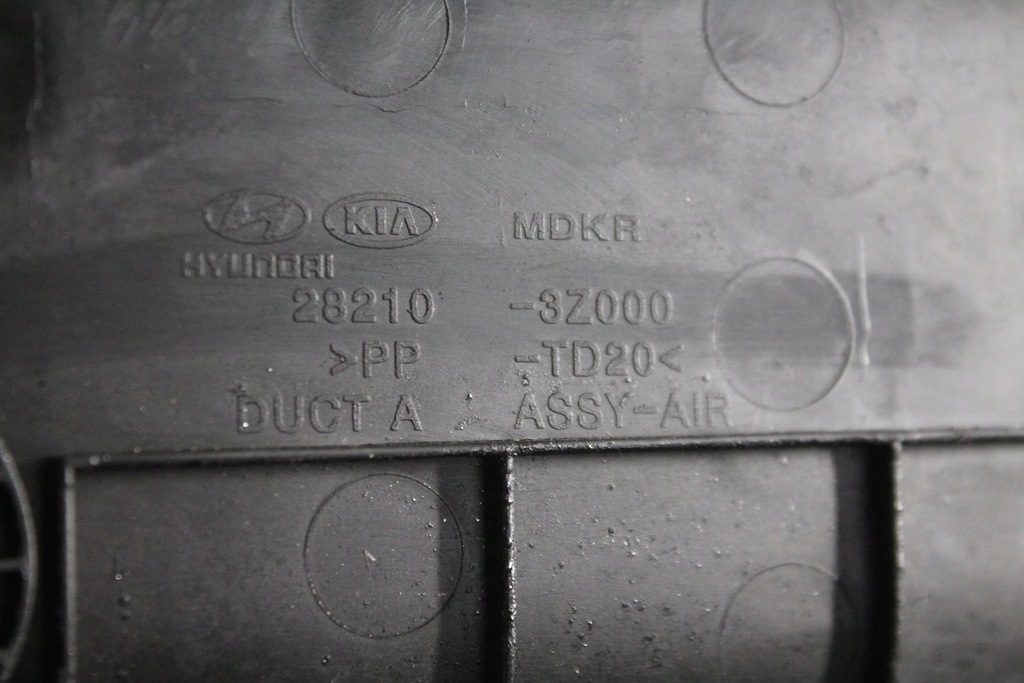 KIA MDKR
HYUNDAI
28210 -3Z000
>PP -TD20<
DUCT A ASSY-AIR